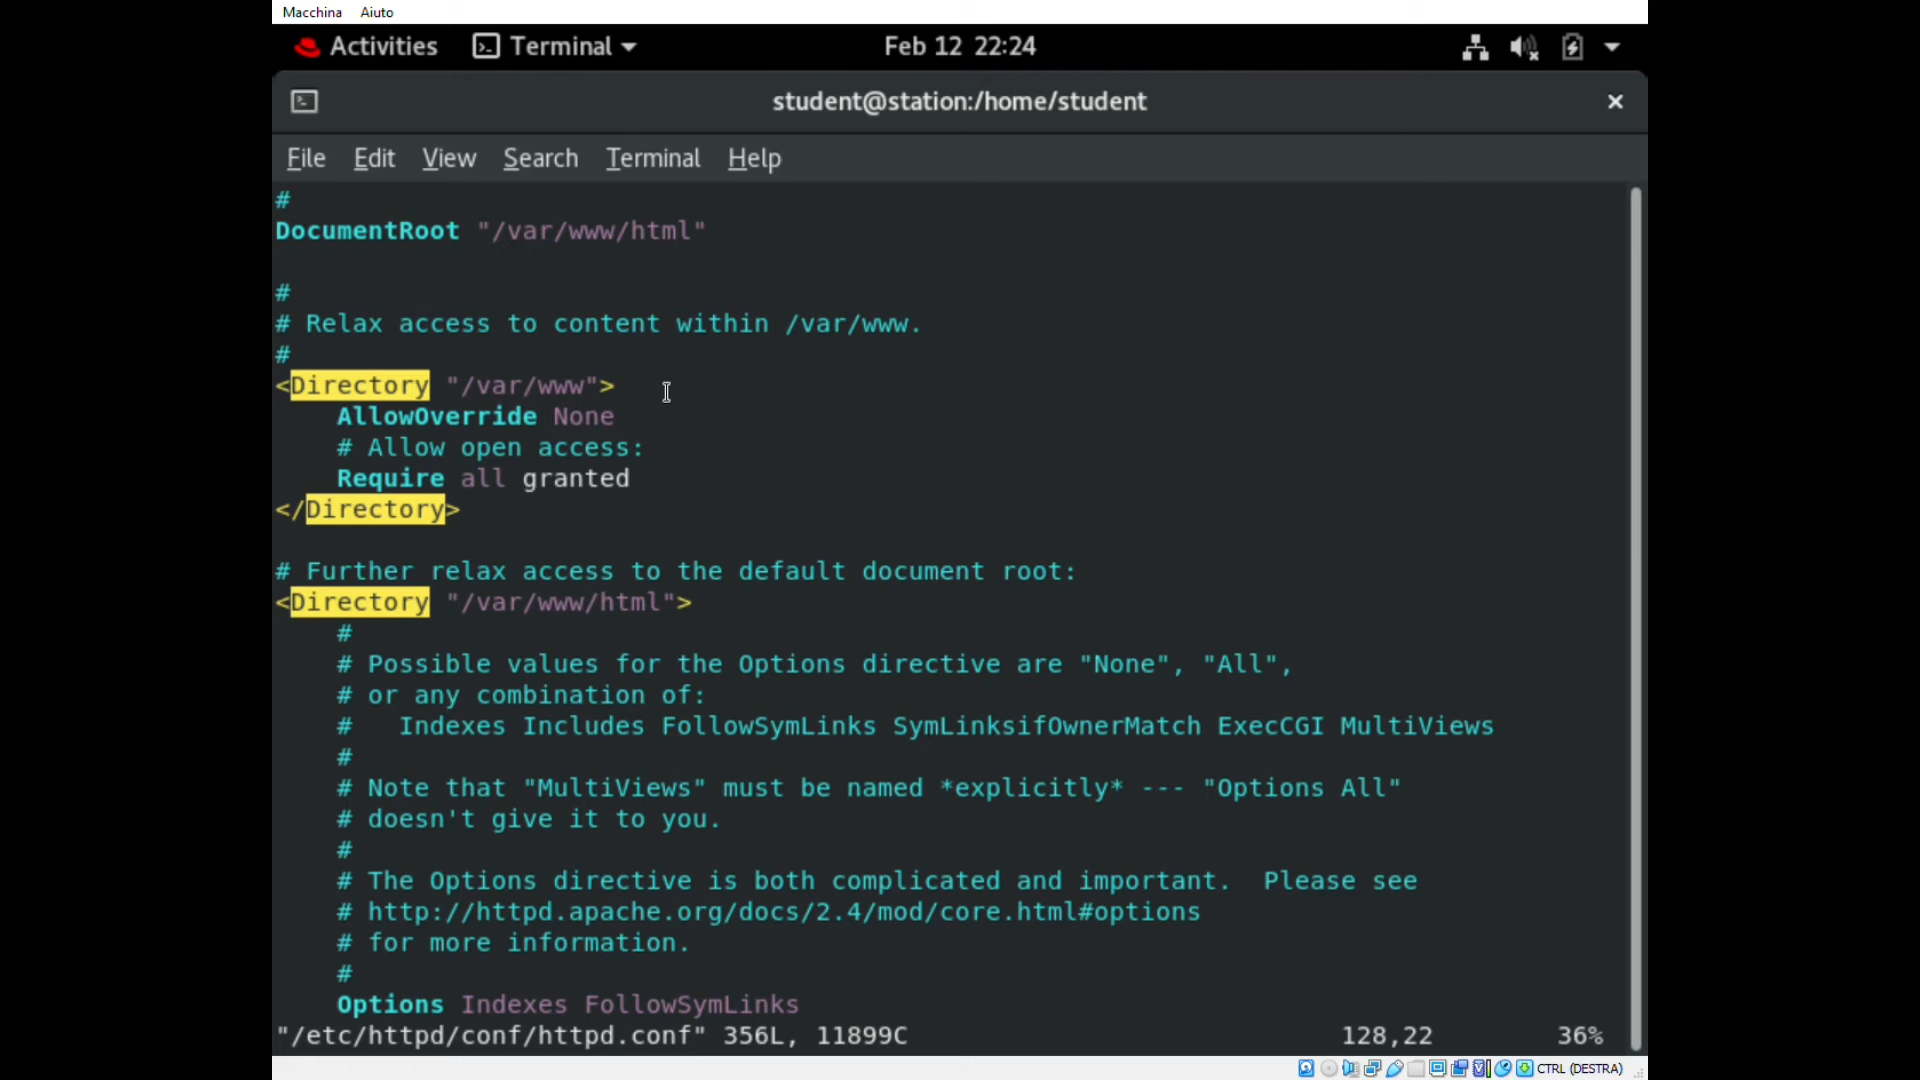 Macchina Aiuto
Activities Terminal Feb 12 22:24
student@station:/home/student
File Edit View Search Terminal Help
#
DocumentRoot "/var/www/html"
#
# Relax access to content within /var/www.
#
<Directory "/var/www">
    AllowOverride None
    # Allow open access:
    Require all granted
</Directory>
# Further relax access to the default document root:
<Directory "/var/www/html">
    #
    # Possible values for the Options directive are "None", "All",
    # or any combination of:
    #   Indexes Includes FollowSymLinks SymLinksifOwnerMatch ExecCGI MultiViews
    #
    # Note that "MultiViews" must be named *explicitly* --- "Options All"
    # doesn't give it to you.
    #
    # The Options directive is both complicated and important.  Please see
    # http://httpd.apache.org/docs/2.4/mod/core.html#options
    # for more information.
    #
    Options Indexes FollowSymLinks
"/etc/httpd/conf/httpd.conf" 356L, 11899C 128,22 36%
CTRL (DESTRA)